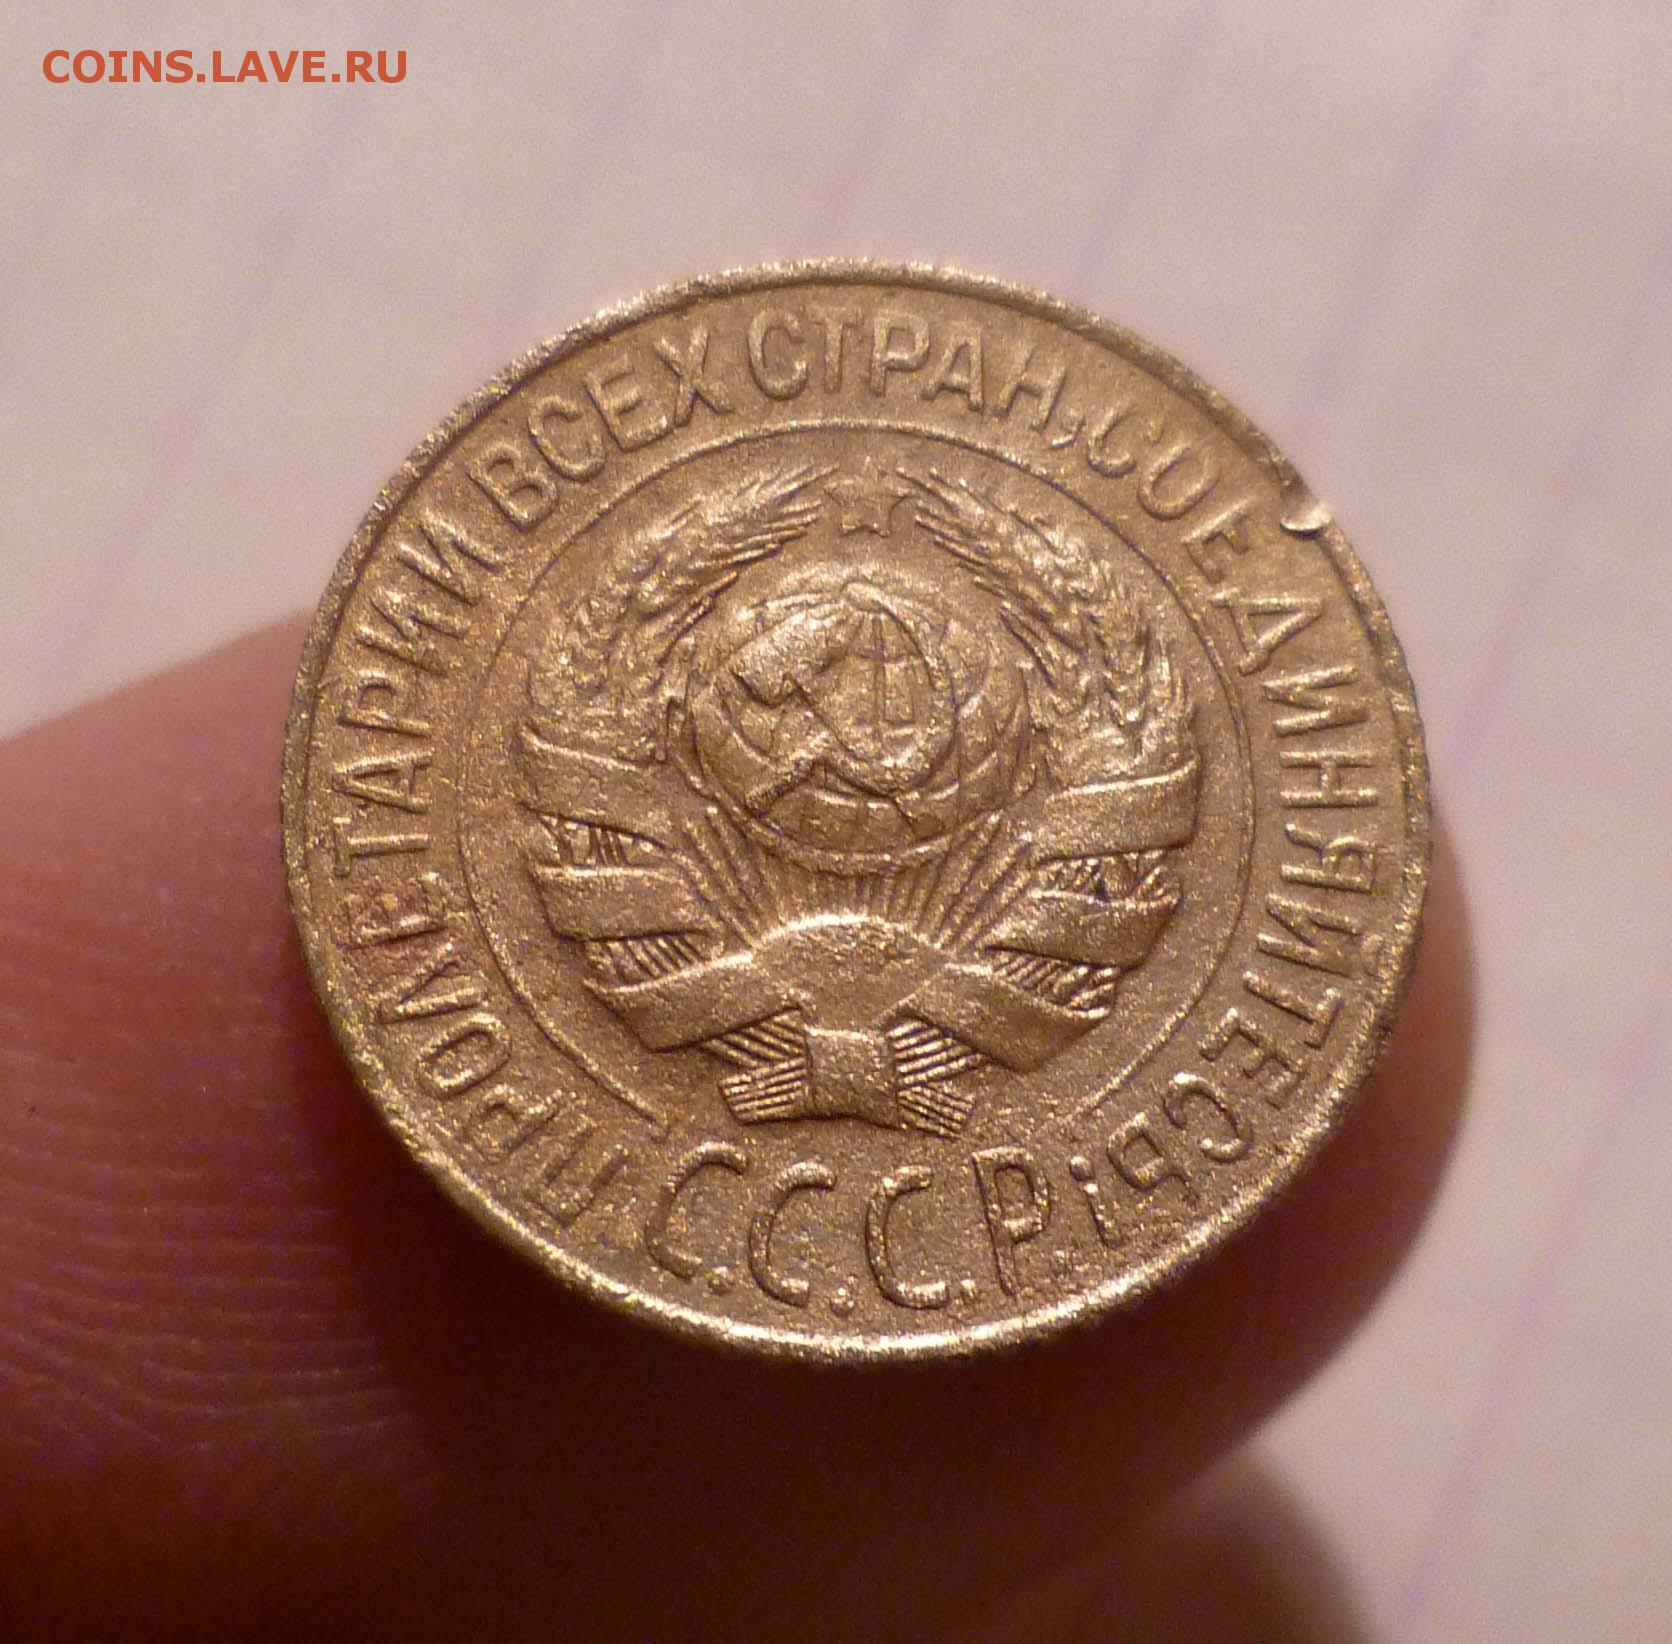 COINS.LAVE.RU
ПРОЛЕТАРИИ ВСЕХ СТРАН, СОЕДИНЯЙТЕСЬ!
С.С.С.Р